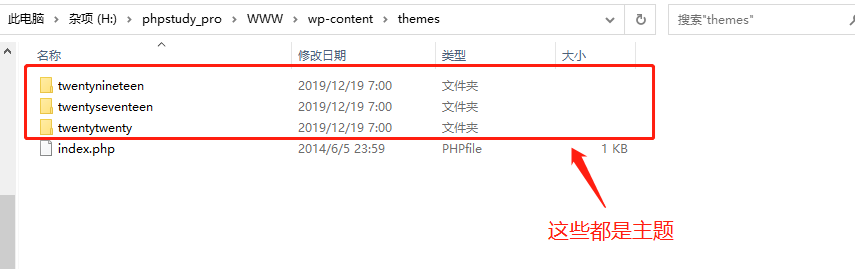 此电脑 > 杂项 (H:) > phpstudy_pro > WWW > wp-content > themes
搜索"themes"
名称 修改日期 类型 大小
twentynineteen 2019/12/19 7:00 文件夹
twentyseventeen 2019/12/19 7:00 文件夹
twentytwenty 2019/12/19 7:00 文件夹
index.php 2014/6/5 23:59 PHPfile 1 KB
这些都是主题